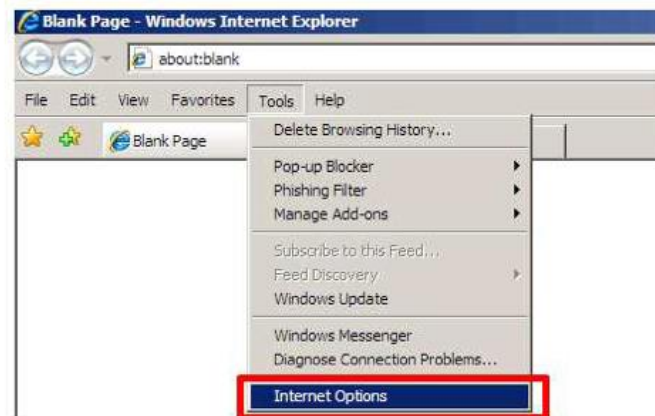 Blank Page - Windows Internet Explorer
about:blank
File Edit View Favorites Tools Help
Blank Page
Delete Browsing History...
Pop-up Blocker
Phishing Filter
Manage Add-ons
Subscribe to this Feed...
Feed Discovery
Windows Update
Windows Messenger
Diagnose Connection Problems...
Internet Options